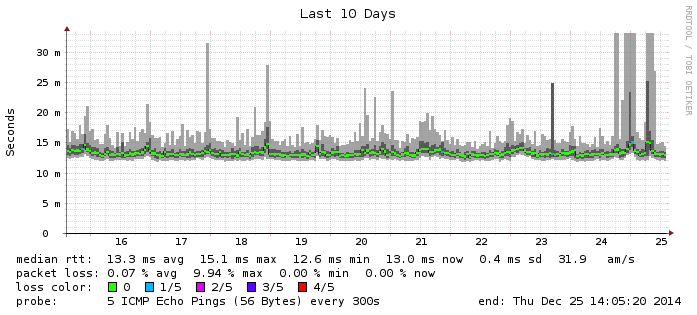 Last 10 Days
RRDTOOL / TOBI OETIKER
Seconds
30 m
25 m
20 m
15 m
10 m
5 m
0
16 17 18 19 20 21 22 23 24 25
median rtt: 13.3 ms avg 15.1 ms max 12.6 ms min 13.0 ms now 0.4 ms sd 31.9 am/s
packet loss: 0.07 % avg 9.94 % max 0.00 % min 0.00 % now
loss color: 0 1/5 2/5 3/5 4/5
probe: 5 ICMP Echo Pings (56 Bytes) every 300s end: Thu Dec 25 14:05:20 2014